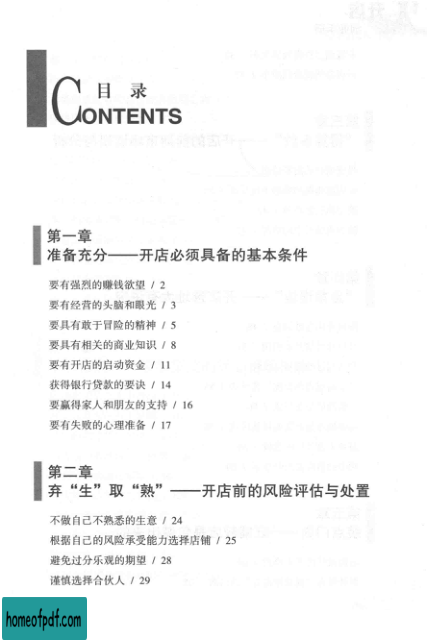 目录
CONTENTS
第一章
准备充分——开店必须具备的基本条件
要有强烈的赚钱欲望 / 2
要有经营的头脑和眼光 / 3
要具有敢于冒险的精神 / 5
要具有相关的商业知识 / 8
要有开店的启动资金 / 11
获得银行贷款的要诀 / 14
要赢得家人和朋友的支持 / 16
要有失败的心理准备 / 17
第二章
弃“生”取“熟”——开店前的风险评估与处置
不做自己不熟悉的生意 / 24
根据自己的风险承受能力选择店铺 / 25
避免过分乐观的期望 / 28
谨慎选择合伙人 / 29
homeofpdf.com